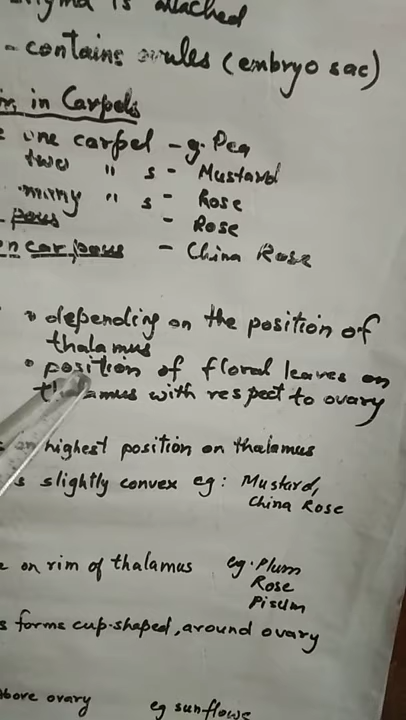 is attached
- contains ovules (embryo sac)
in Carpels
one carpel - g. Pea
two " s - Mustard
many " s - Rose
- Rose
- China Rose
depending on the position of
thalamus
• position of floral leaves on
thalamus with respect to ovary
highest position on thalamus
s slightly convex eg: Mustard,
China Rose
on rim of thalamus eg. Plum
Rose
Pisum
s forms cup-shaped, around ovary
above ovary eg sunflowe